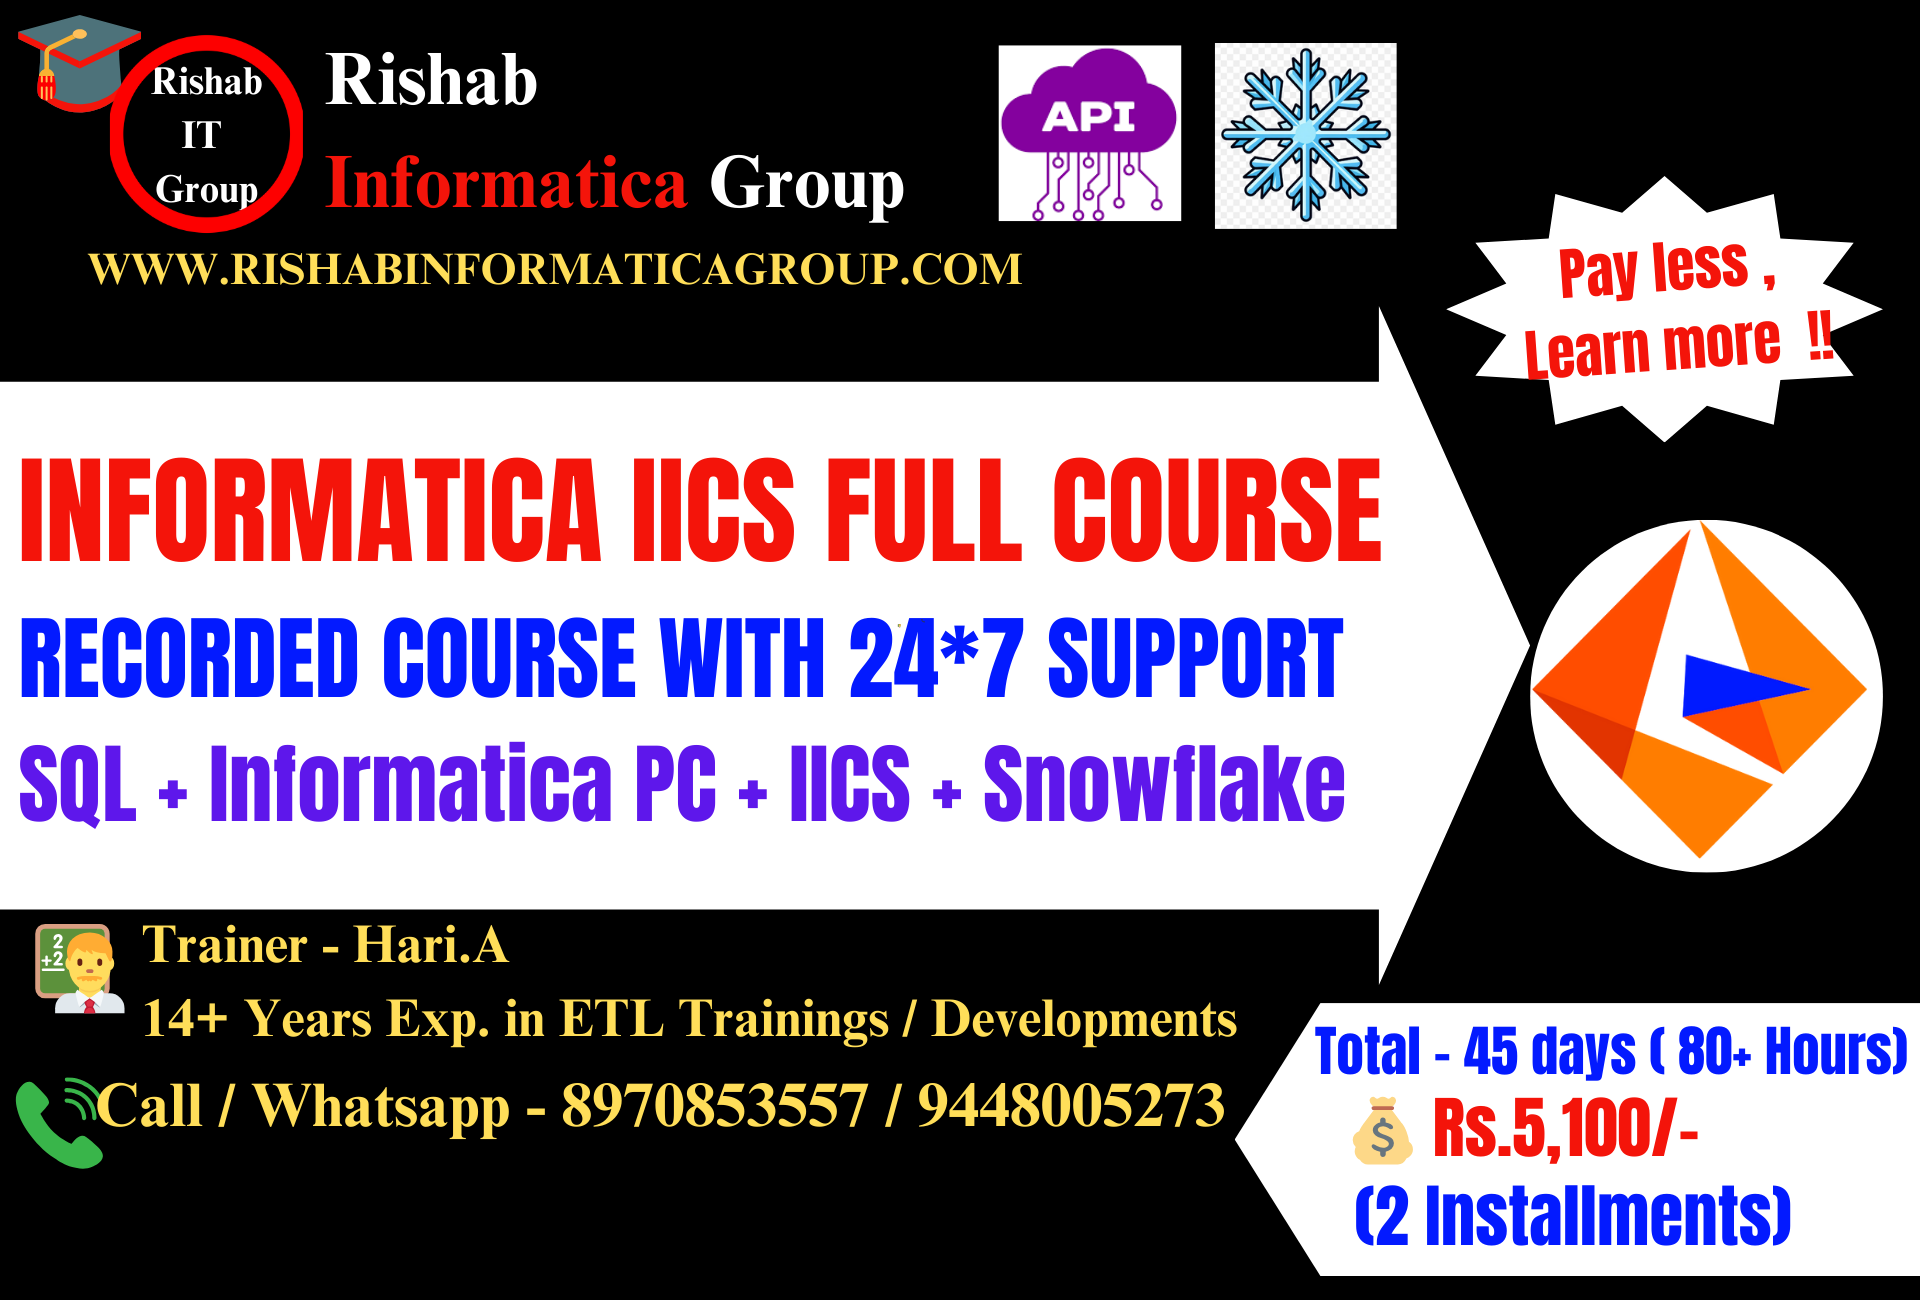 Rishab
IT
Group
Rishab
Informatica Group
WWW.RISHABINFORMATICAGROUP.COM
API
Pay less ,
Learn more !!
INFORMATICA IICS FULL COURSE
RECORDED COURSE WITH 24*7 SUPPORT
SQL + Informatica PC + IICS + Snowflake
2
+2
Trainer - Hari.A
14+ Years Exp. in ETL Trainings / Developments
Call / Whatsapp - 8970853557 / 9448005273
Total - 45 days ( 80+ Hours)
$ Rs.5,100/-
(2 Installments)